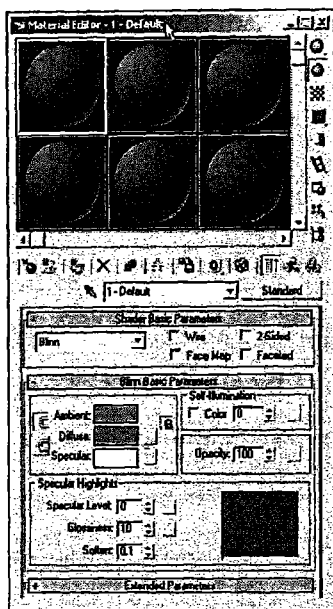 Material Editor - 1 - Default
1 - Default
Standard
Shader Basic Parameters
Blinn
Wire
2-Sided
Face Map
Faceted
Blinn Basic Parameters
Self-Illumination
Ambient:
Color
0
Diffuse:
Specular:
Opacity: 100
Specular Highlights
Specular Level: 0
Glossiness: 10
Soften: 0.1
Extended Parameters